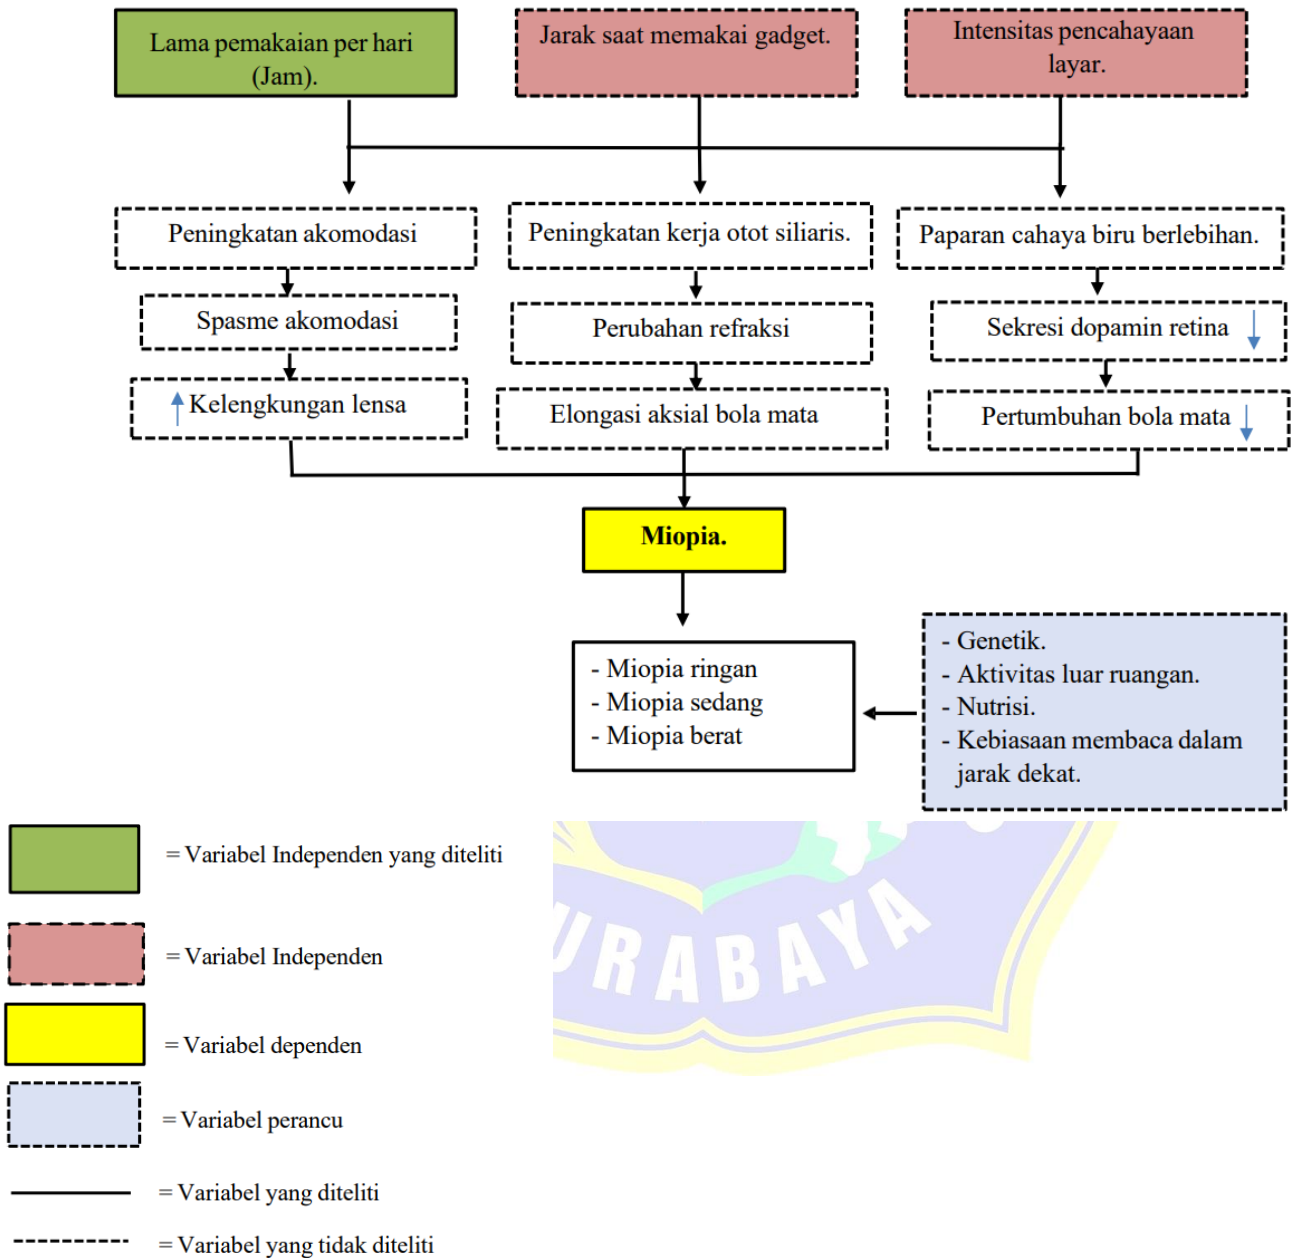 Lama pemakaian per hari
(Jam).
Jarak saat memakai gadget.
Intensitas pencahayaan
layar.
Peningkatan akomodasi
Peningkatan kerja otot siliaris.
Paparan cahaya biru berlebihan.
Spasme akomodasi
Perubahan refraksi
Sekresi dopamin retina
Kelengkungan lensa
Elongasi aksial bola mata
Pertumbuhan bola mata
Miopia.
- Miopia ringan
- Miopia sedang
- Miopia berat
- Genetik.
- Aktivitas luar ruangan.
- Nutrisi.
- Kebiasaan membaca dalam
jarak dekat.
= Variabel Independen yang diteliti
= Variabel Independen
= Variabel dependen
= Variabel perancu
= Variabel yang diteliti
= Variabel yang tidak diteliti
URABAYA